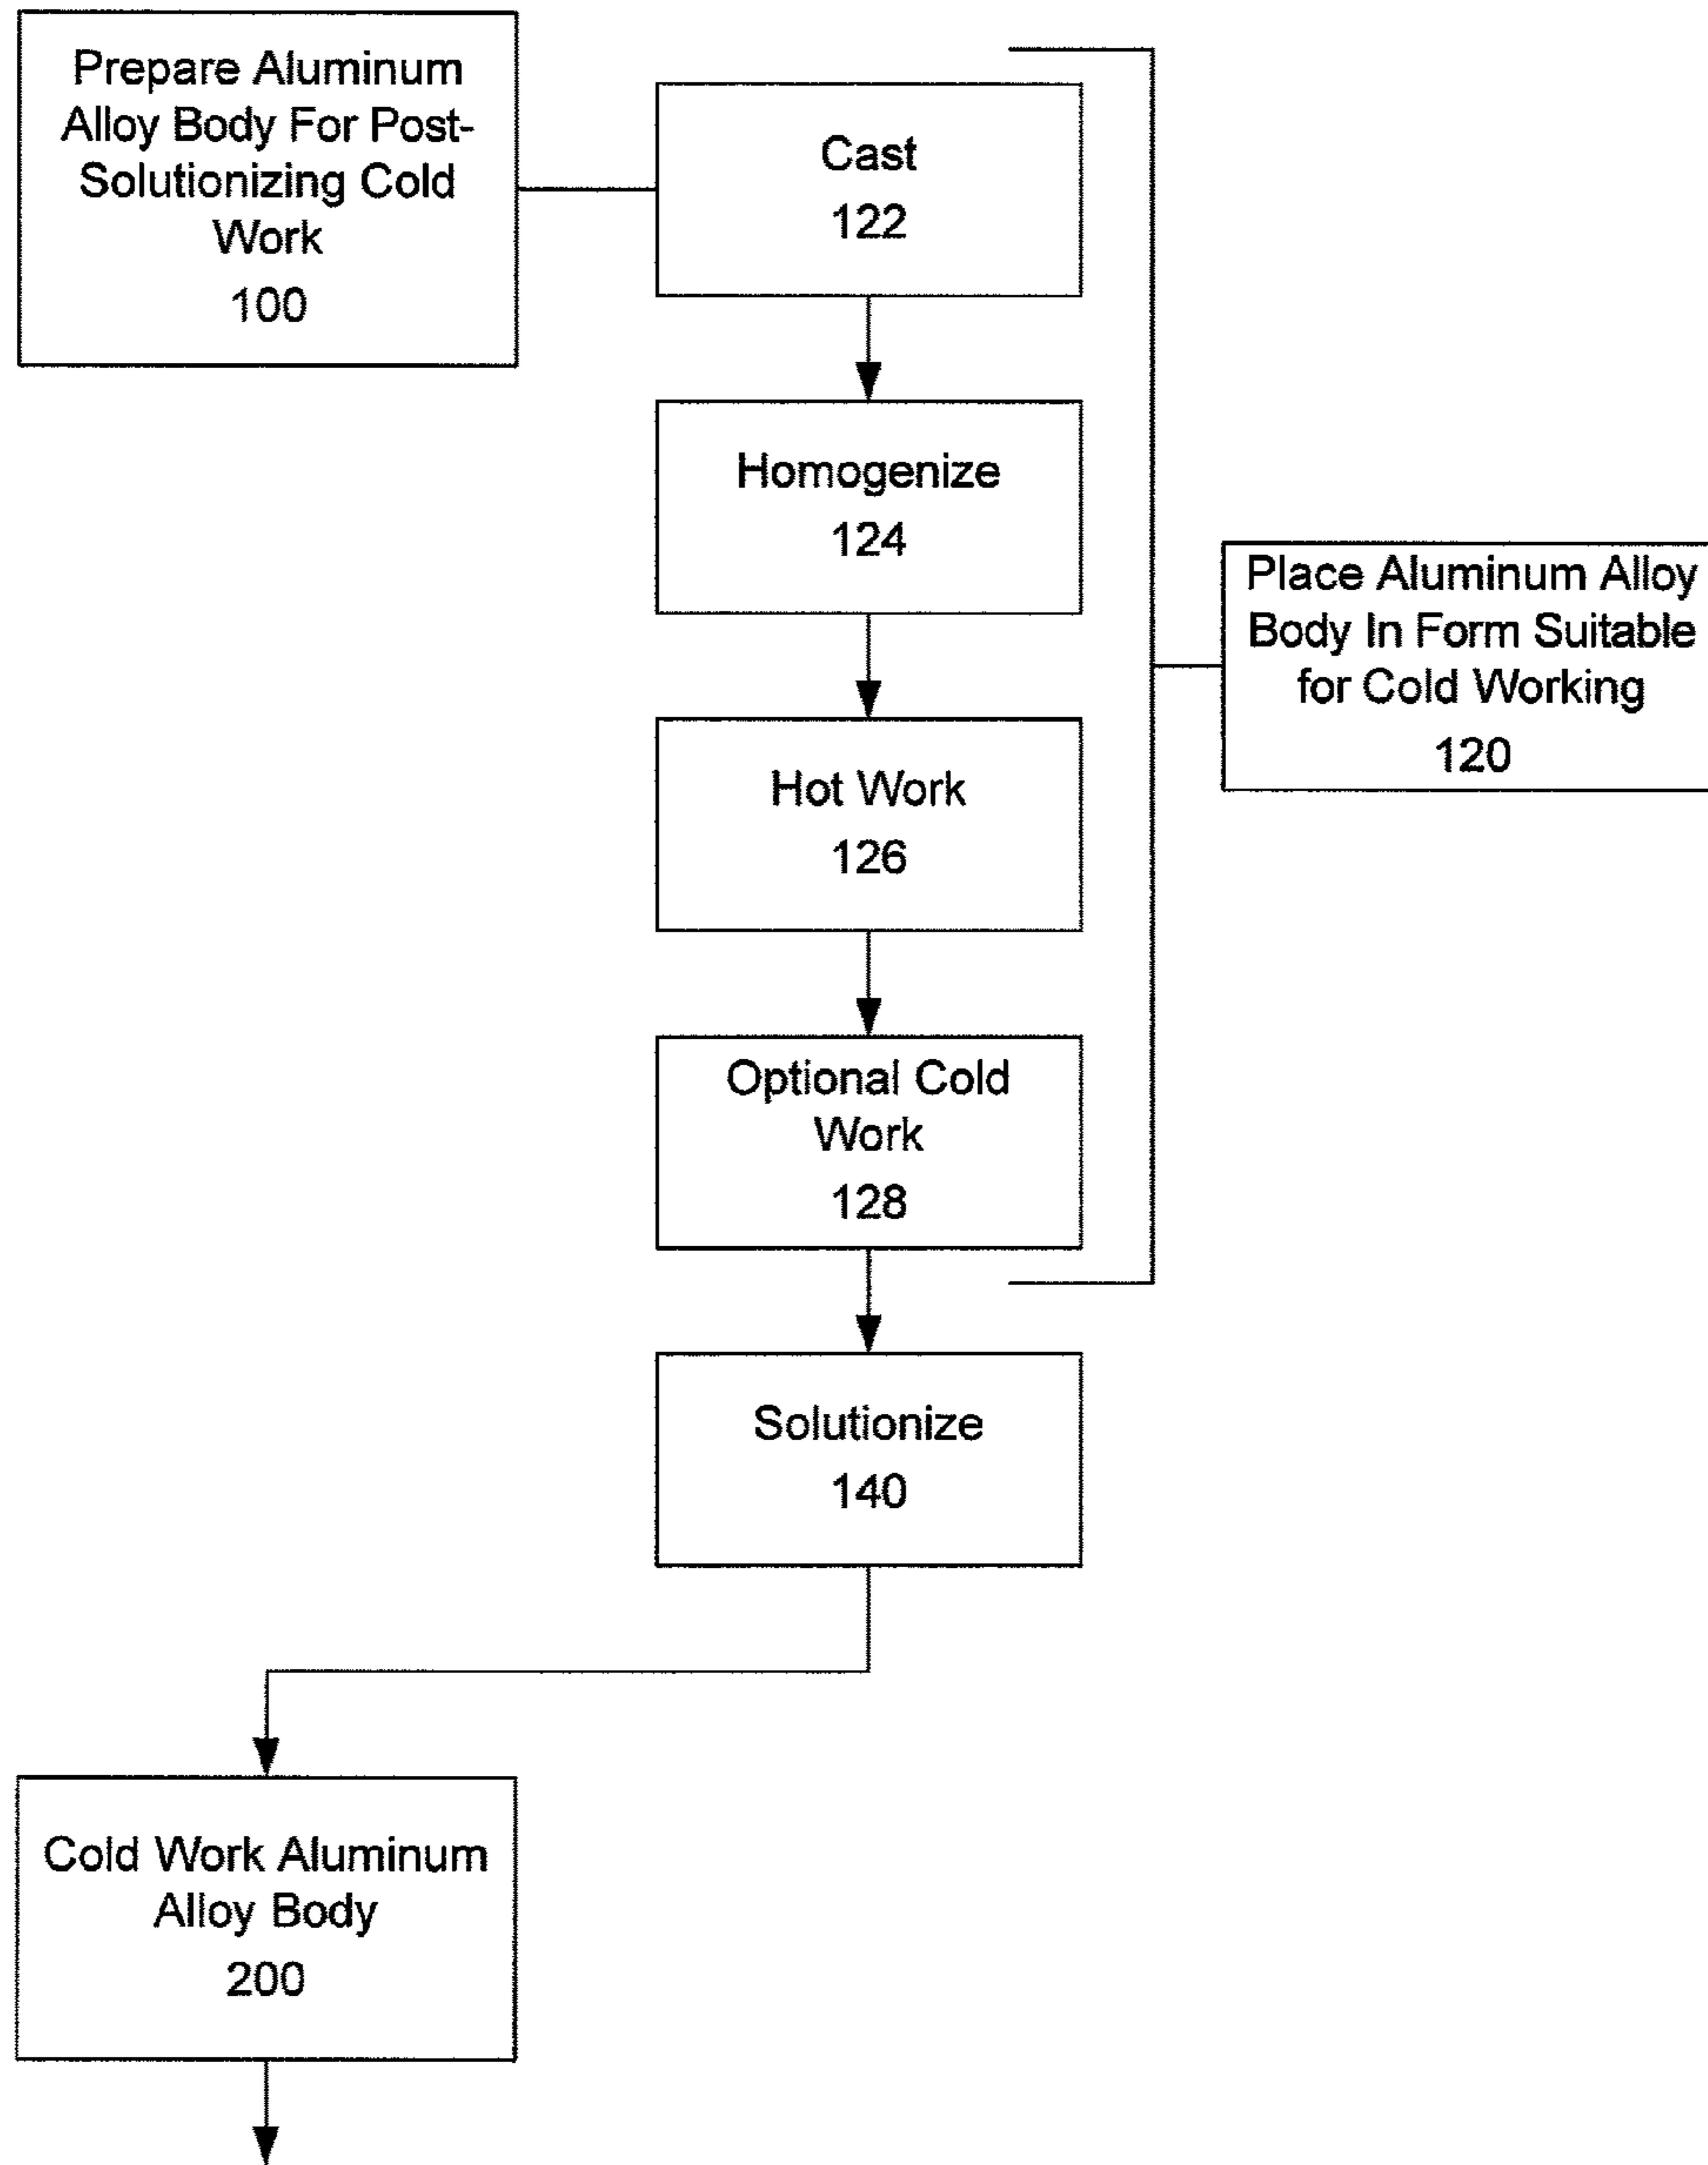 Prepare Aluminum
Alloy Body For Post-
Solutionizing Cold
Work
100
Cast
122
Homogenize
124
Place Aluminum Alloy
Body In Form Suitable
for Cold Working
120
Hot Work
126
Optional Cold
Work
128
Solutionize
140
Cold Work Aluminum
Alloy Body
200